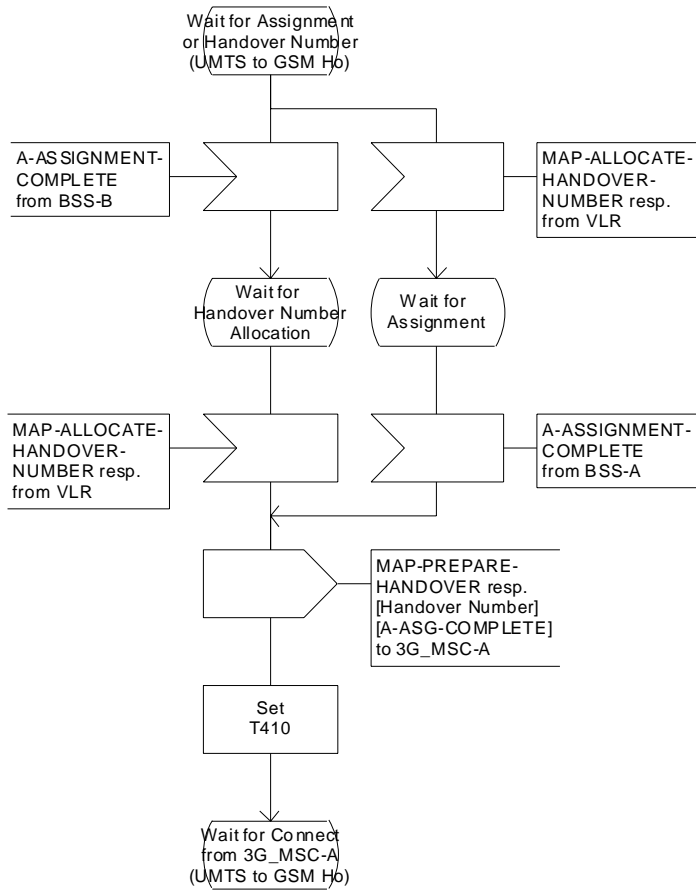 Wait for Assignment
or Handover Number
(UMTS to GSM Ho)
A-ASSIGNMENT-
COMPLETE
from BSS-B
MAP-ALLOCATE-
HANDOVER-
NUMBER resp.
from VLR
Wait for
Handover Number
Allocation
Wait for
Assignment
MAP-ALLOCATE-
HANDOVER-
NUMBER resp.
from VLR
A-ASSIGNMENT-
COMPLETE
from BSS-A
MAP-PREPARE-
HANDOVER resp.
[Handover Number]
[A-ASG-COMPLETE]
to 3G_MSC-A
Set
T410
Wait for Connect
from 3G_MSC-A
(UMTS to GSM Ho)